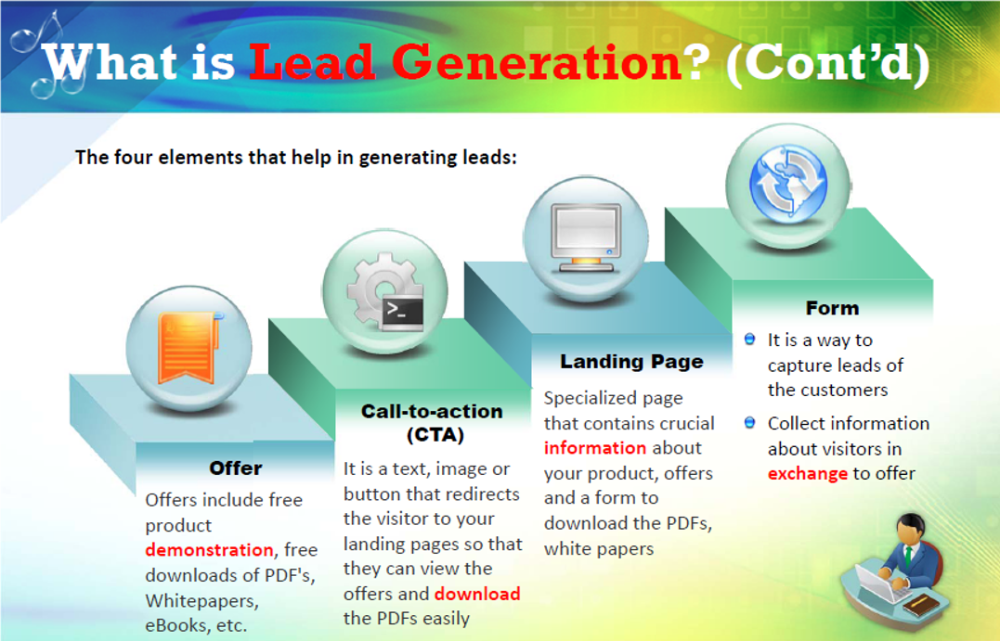 What is Lead Generation? (Cont’d)
The four elements that help in generating leads:
Offer
Offers include free
product
demonstration, free
downloads of PDF's,
Whitepapers,
eBooks, etc.
Call-to-action
(CTA)
It is a text, image or
button that redirects
the visitor to your
landing pages so that
they can view the
offers and download
the PDFs easily
Landing Page
Specialized page
that contains crucial
information about
your product, offers
and a form to
download the PDFs,
white papers
Form
It is a way to
capture leads of
the customers
Collect information
about visitors in
exchange to offer
>_